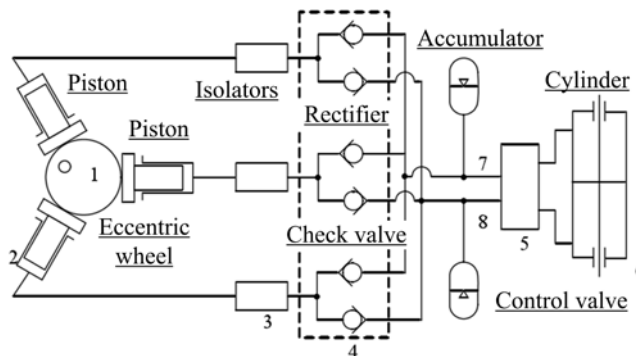 Piston
Isolators
Accumulator
Cylinder
Piston
Rectifier
1
7
Eccentric
wheel
2
8
5
Check valve
Control valve
3
4